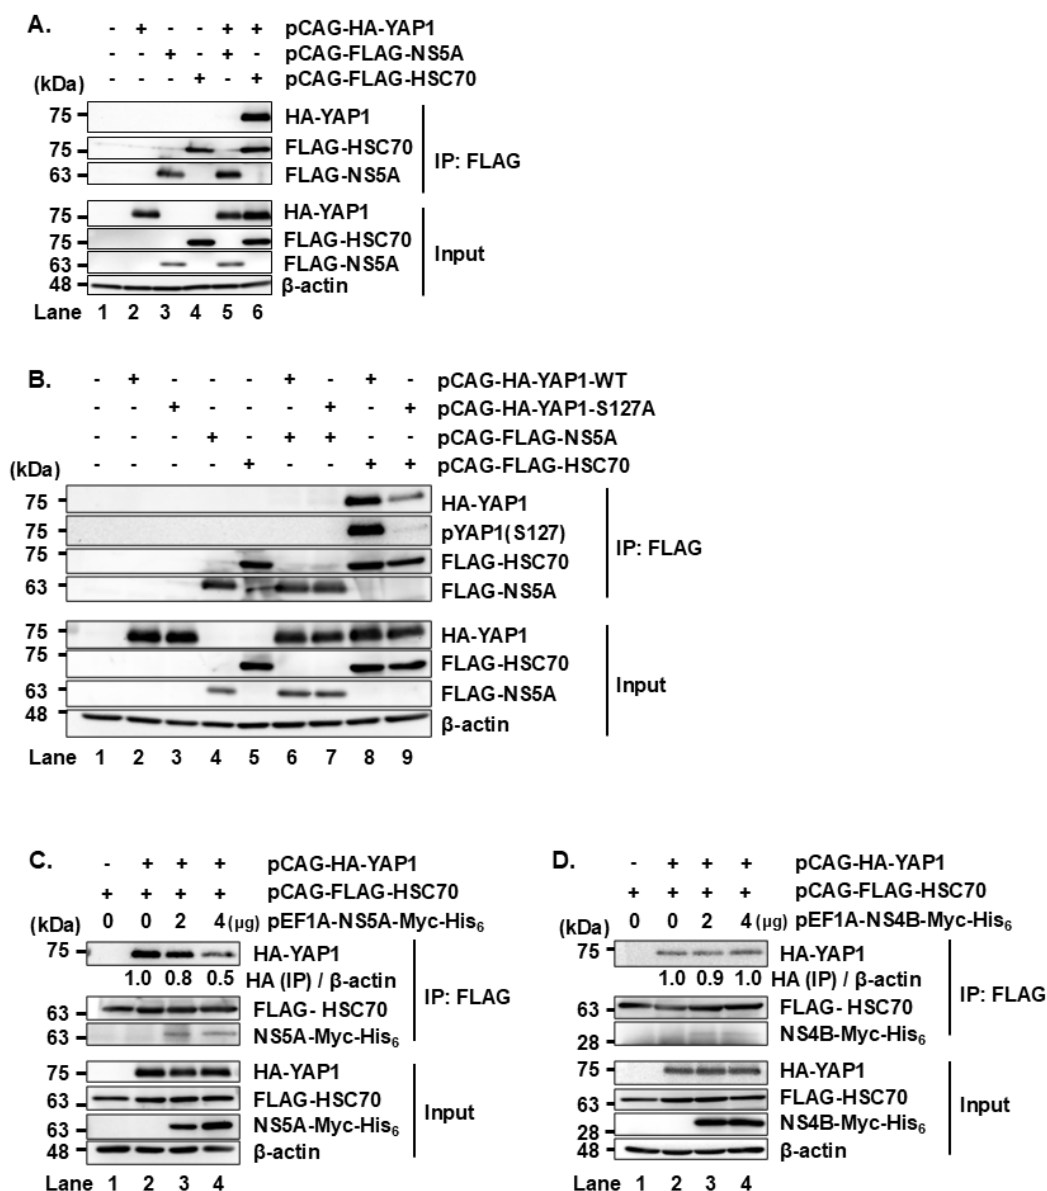 A.
- + - - + + pCAG-HA-YAP1
- - + - + - pCAG-FLAG-NS5A
- - - + - + pCAG-FLAG-HSC70
(kDa)
75 HA-YAP1
75 FLAG-HSC70
63 FLAG-NS5A
IP: FLAG
75 HA-YAP1
75 FLAG-HSC70
63 FLAG-NS5A
48 β-actin
Input
Lane 1 2 3 4 5 6
B.
- + - - - + - + - pCAG-HA-YAP1-WT
- - + - - - + - + pCAG-HA-YAP1-S127A
- - - + - + + - - pCAG-FLAG-NS5A
- - - - + - - + + pCAG-FLAG-HSC70
(kDa)
75 HA-YAP1
75 pYAP1(S127)
75 FLAG-HSC70
63 FLAG-NS5A
IP: FLAG
75 HA-YAP1
75 FLAG-HSC70
63 FLAG-NS5A
48 β-actin
Input
Lane 1 2 3 4 5 6 7 8 9
C.
- + + + pCAG-HA-YAP1
+ + + + pCAG-FLAG-HSC70
(kDa) 0 0 2 4 (μg) pEF1A-NS5A-Myc-His₆
75 HA-YAP1
1.0 0.8 0.5 HA (IP) / β-actin
63 FLAG- HSC70
63 NS5A-Myc-His₆
IP: FLAG
75 HA-YAP1
63 FLAG-HSC70
63 NS5A-Myc-His₆
48 β-actin
Input
Lane 1 2 3 4
D.
- + + + pCAG-HA-YAP1
+ + + + pCAG-FLAG-HSC70
(kDa) 0 0 2 4 (μg) pEF1A-NS4B-Myc-His₆
75 HA-YAP1
1.0 0.9 1.0 HA (IP) / β-actin
63 FLAG- HSC70
28 NS4B-Myc-His₆
IP: FLAG
75 HA-YAP1
63 FLAG-HSC70
28 NS4B-Myc-His₆
48 β-actin
Input
Lane 1 2 3 4